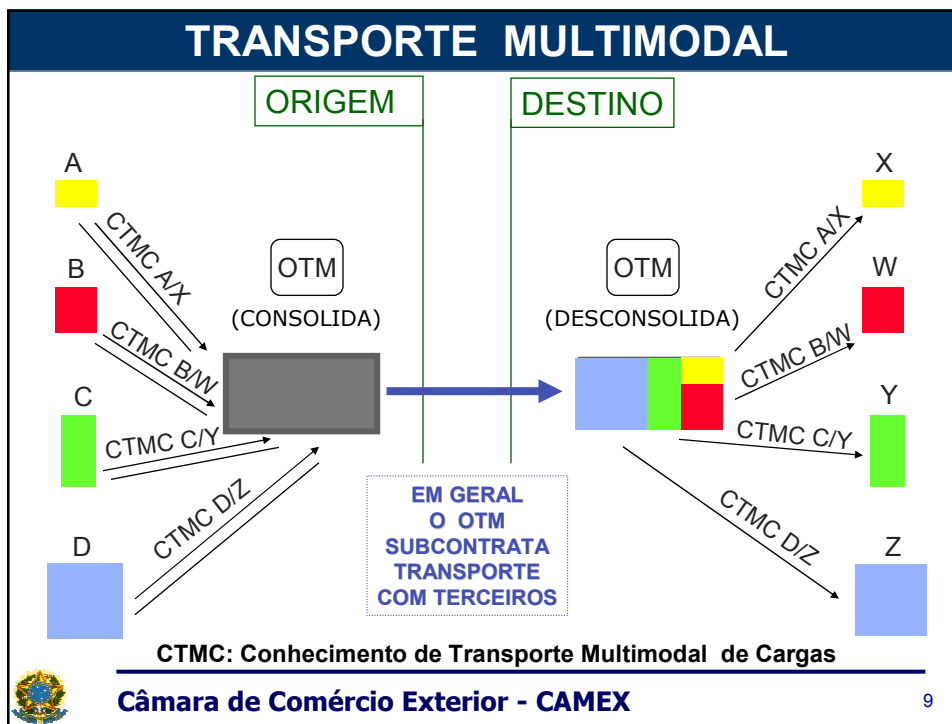 TRANSPORTE MULTIMODAL
ORIGEM
DESTINO
A
CTMC A/X
B
CTMC B/W
C
CTMC C/Y
D
CTMC D/Z
OTM
(CONSOLIDA)
OTM
(DESCONSOLIDA)
X
CTMC A/X
W
CTMC B/W
Y
CTMC C/Y
Z
CTMC D/Z
EM GERAL
O OTM
SUBCONTRATA
TRANSPORTE
COM TERCEIROS
CTMC: Conhecimento de Transporte Multimodal de Cargas
Câmara de Comércio Exterior - CAMEX
9